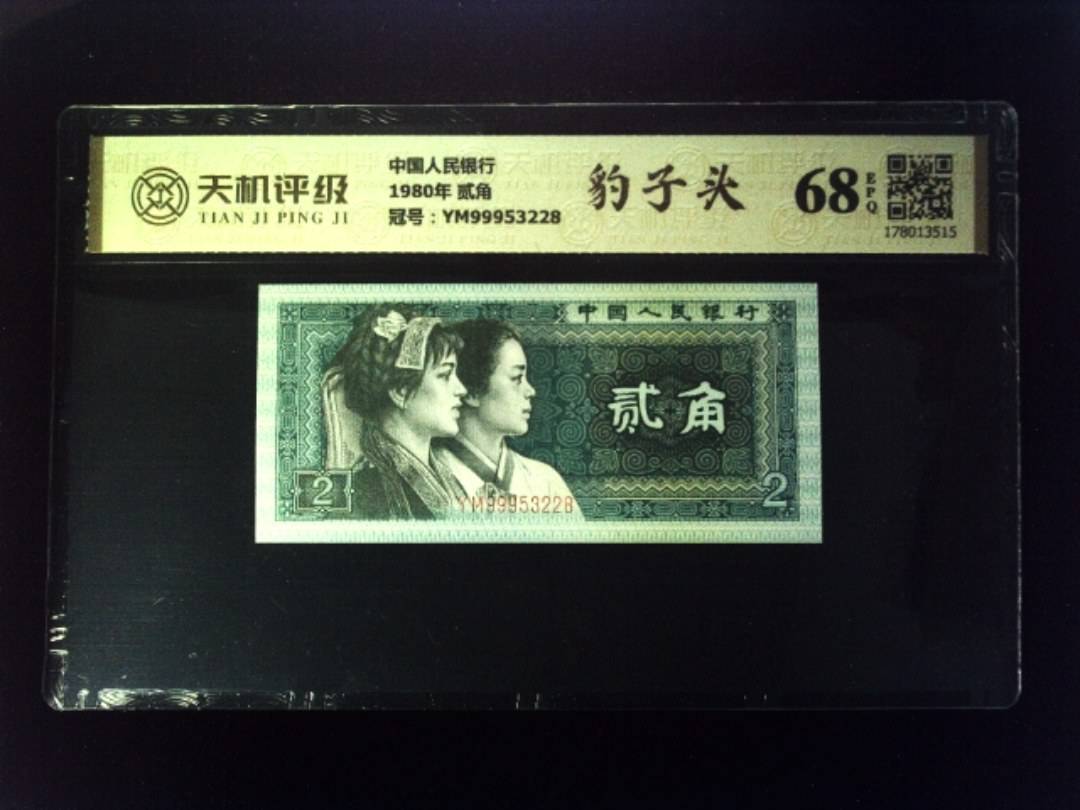 天机评级
TIAN JI PING JI
中国人民银行
1980年 贰角
冠号：YM99953228
豹子头
68
EPQ
178013515
中国人民银行
贰角
2
YM99953228
2